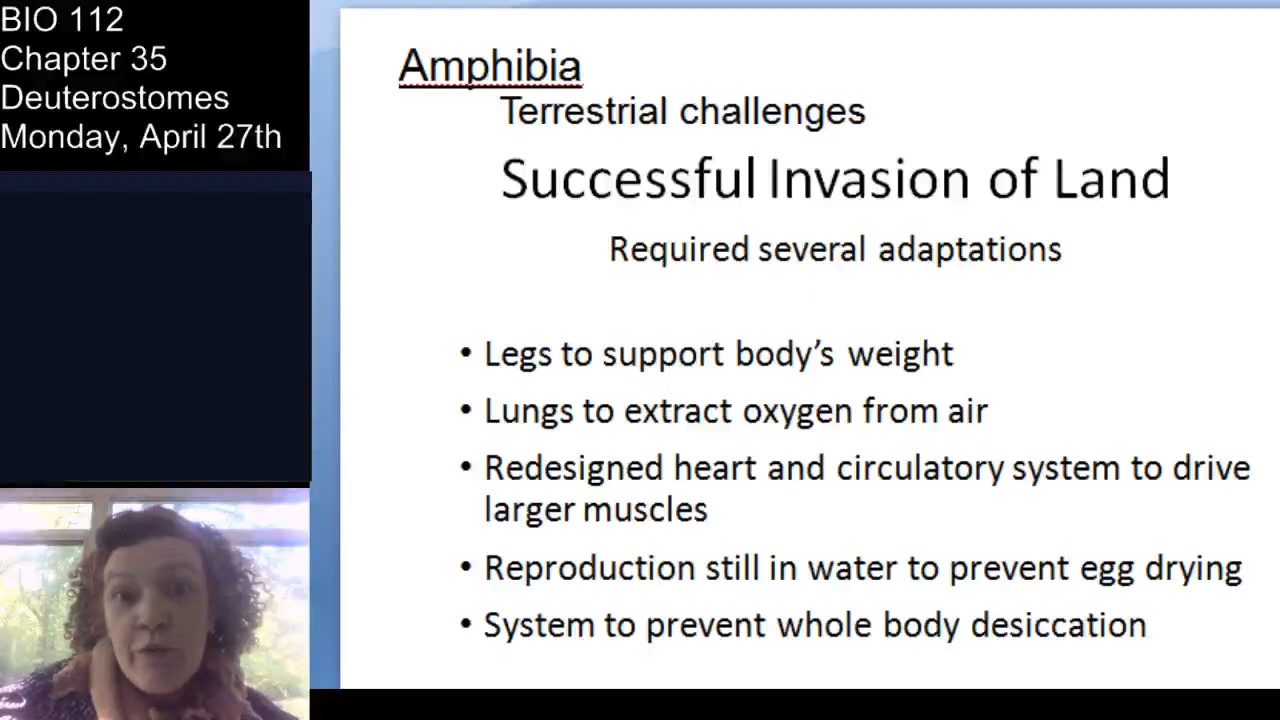 BIO 112
Chapter 35
Deuterostomes
Monday, April 27th
Amphibia
Terrestrial challenges
Successful Invasion of Land
Required several adaptations
• Legs to support body's weight
• Lungs to extract oxygen from air
• Redesigned heart and circulatory system to drive
larger muscles
• Reproduction still in water to prevent egg drying
• System to prevent whole body desiccation